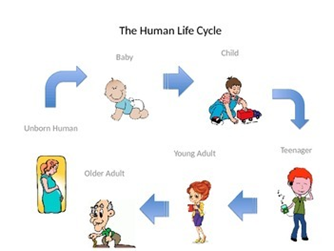 The Human Life Cycle
Baby
Child
Unborn Human
Teenager
Young Adult
Older Adult